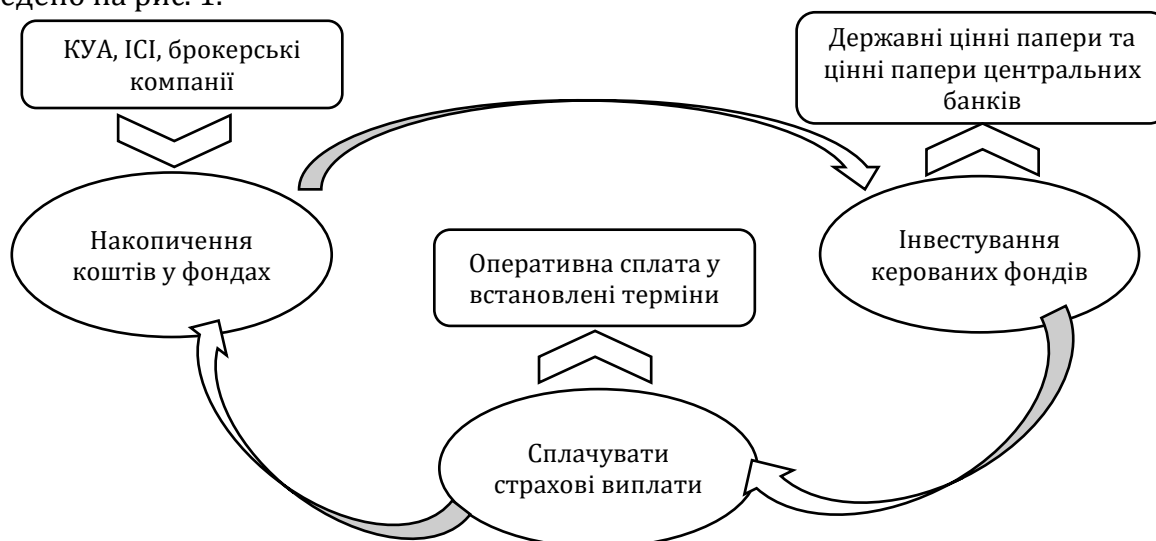 ведено на рис. 1.
КУА, ІСІ, брокерські
компанії
Державні цінні папери та
цінні папери центральних
банків
Накопичення
коштів у фондах
Оперативна сплата у
встановлені терміни
Інвестування
керованих фондів
Сплачувати
страхові виплати